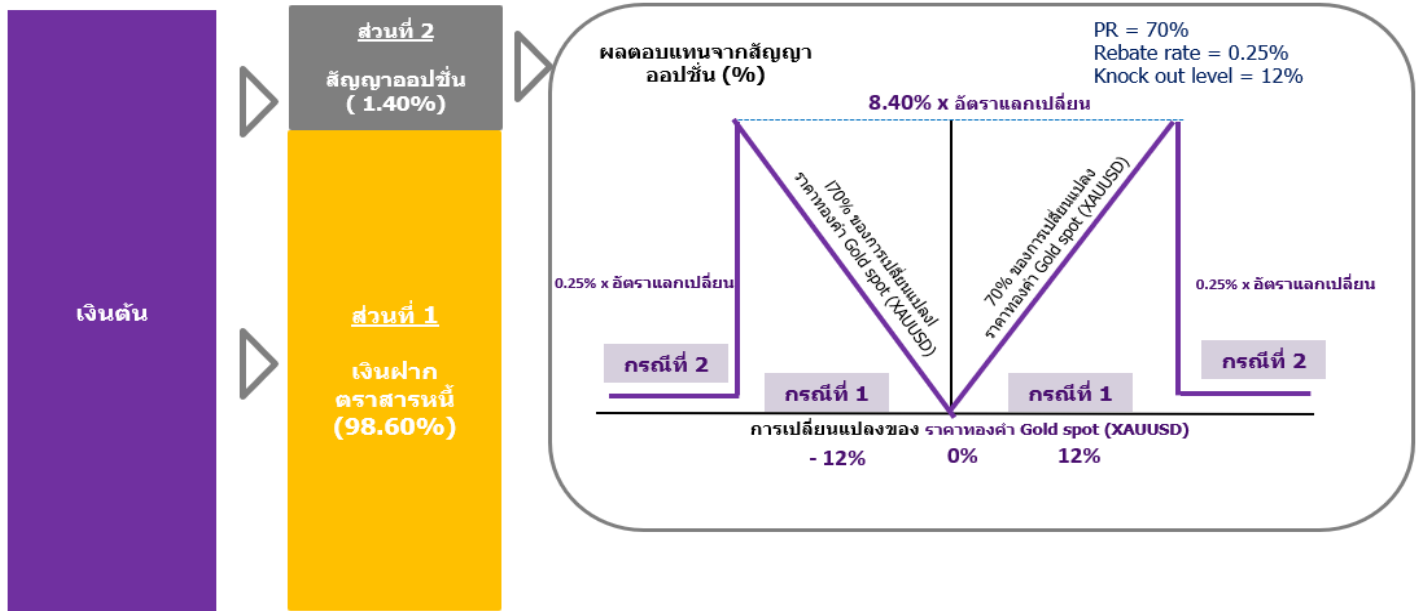 เงินต้น
ส่วนที่ 2
สัญญาออปชั่น
( 1.40%)
ส่วนที่ 1
เงินฝาก
ตราสารหนี้
(98.60%)
ผลตอบแทนจากสัญญา
ออปชั่น (%)
PR = 70%
Rebate rate = 0.25%
Knock out level = 12%
8.40% x อัตราแลกเปลี่ยน
|70% ของการเปลี่ยนแปลง|
ราคาทองคำ Gold spot (XAUUSD)
70% ของการเปลี่ยนแปลง
ราคาทองคำ Gold spot (XAUUSD)
0.25% x อัตราแลกเปลี่ยน
0.25% x อัตราแลกเปลี่ยน
กรณีที่ 2
กรณีที่ 1
กรณีที่ 1
กรณีที่ 2
การเปลี่ยนแปลงของ ราคาทองคำ Gold spot (XAUUSD)
- 12%
0%
12%